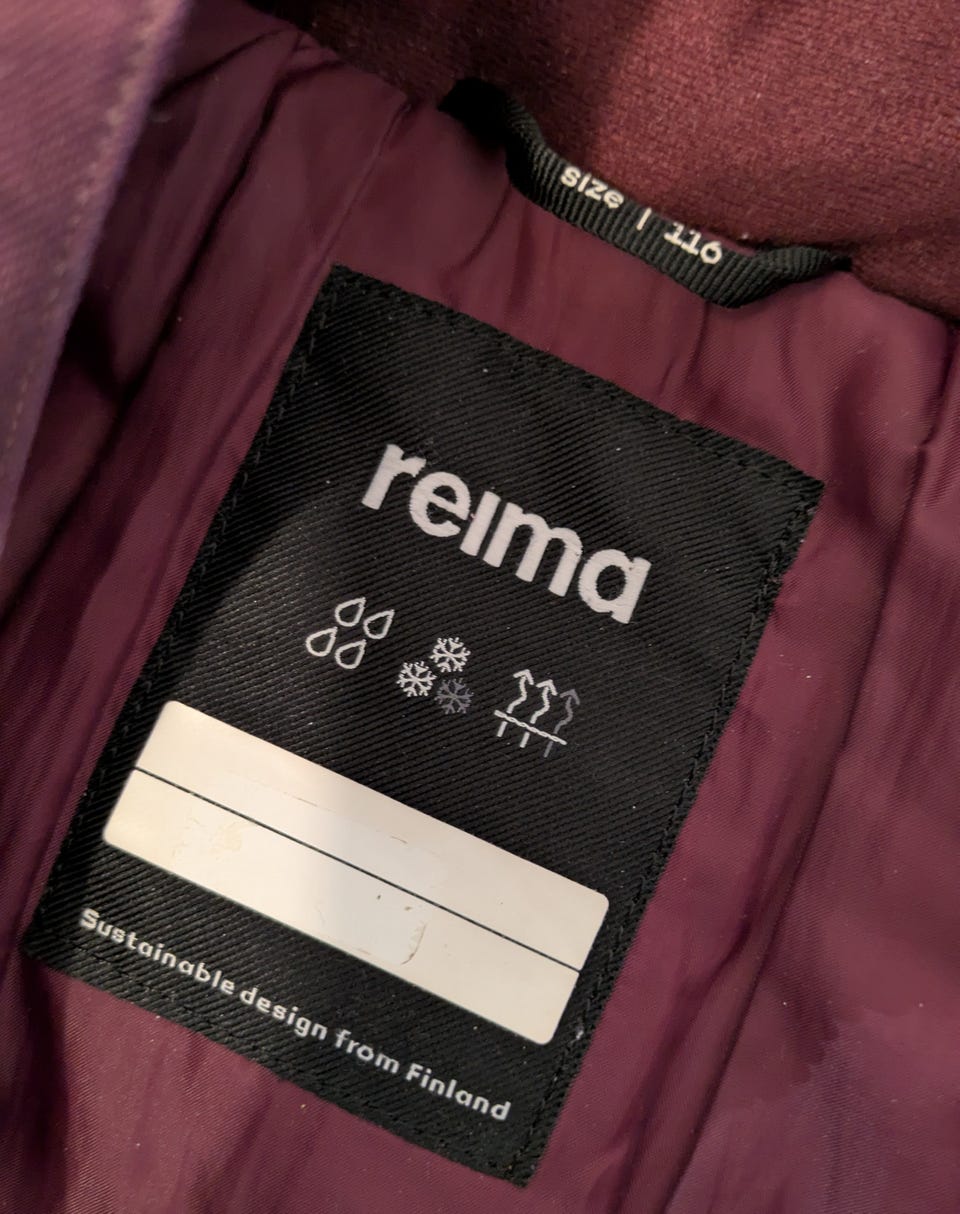 size | 116
reima
Sustainable design from Finland